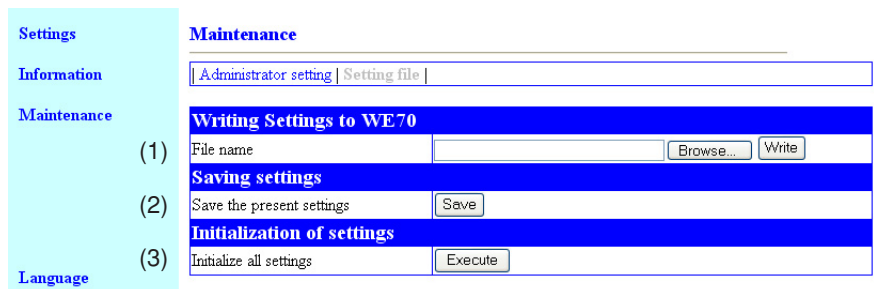 Settings
Maintenance
Information
| Administrator setting | Setting file |
Maintenance
Writing Settings to WE70
(1) File name Browse... Write
Saving settings
(2) Save the present settings Save
Initialization of settings
(3) Initialize all settings Execute
Language